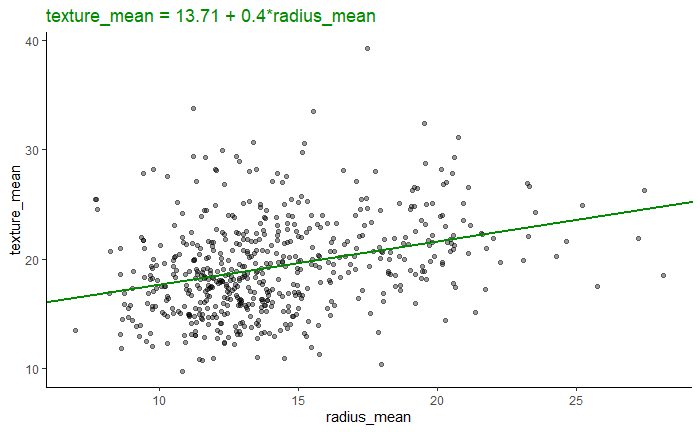 texture_mean = 13.71 + 0.4*radius_mean
40
30
20
10
texture_mean
10 15 20 25
radius_mean